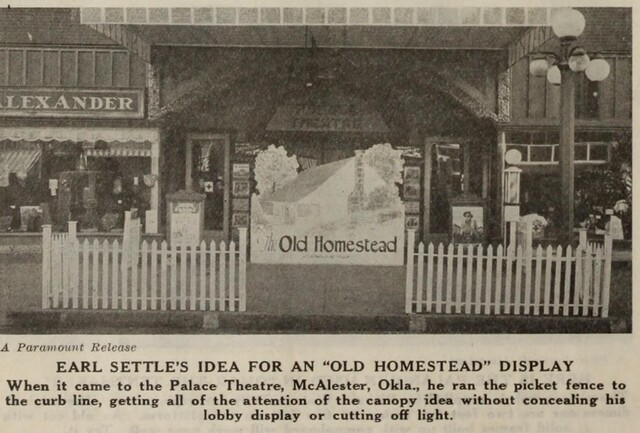 ALEXANDER
THEATRE
The Old Homestead
A Paramount Release
EARL SETTLE'S IDEA FOR AN "OLD HOMESTEAD" DISPLAY
When it came to the Palace Theatre, McAlester, Okla., he ran the picket fence to
the curb line, getting all of the attention of the canopy idea without concealing his
lobby display or cutting off light.